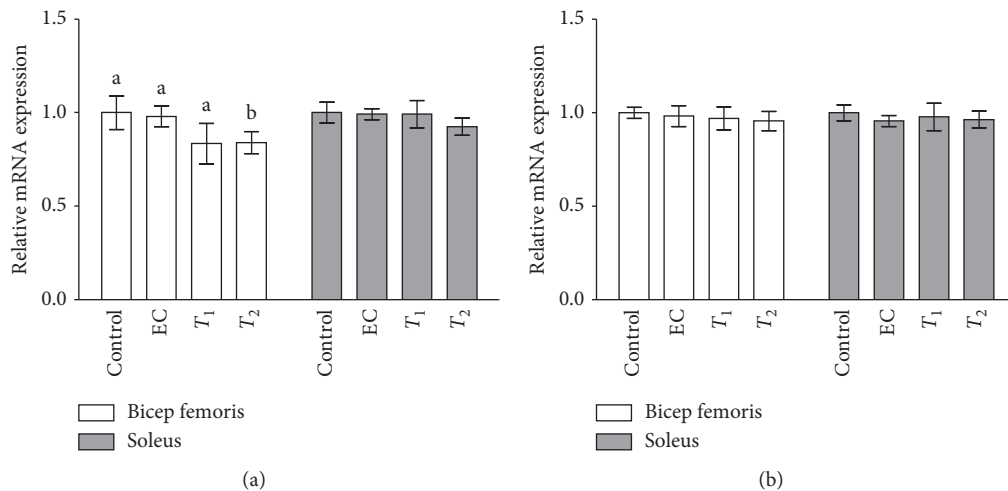 Relative mRNA expression
1.5
1.0
0.5
0.0
a
a
a
b
Control
EC
T1
T2
Control
EC
T1
T2
Bicep femoris
Soleus
(a)
Relative mRNA expression
1.5
1.0
0.5
0.0
Control
EC
T1
T2
Control
EC
T1
T2
Bicep femoris
Soleus
(b)